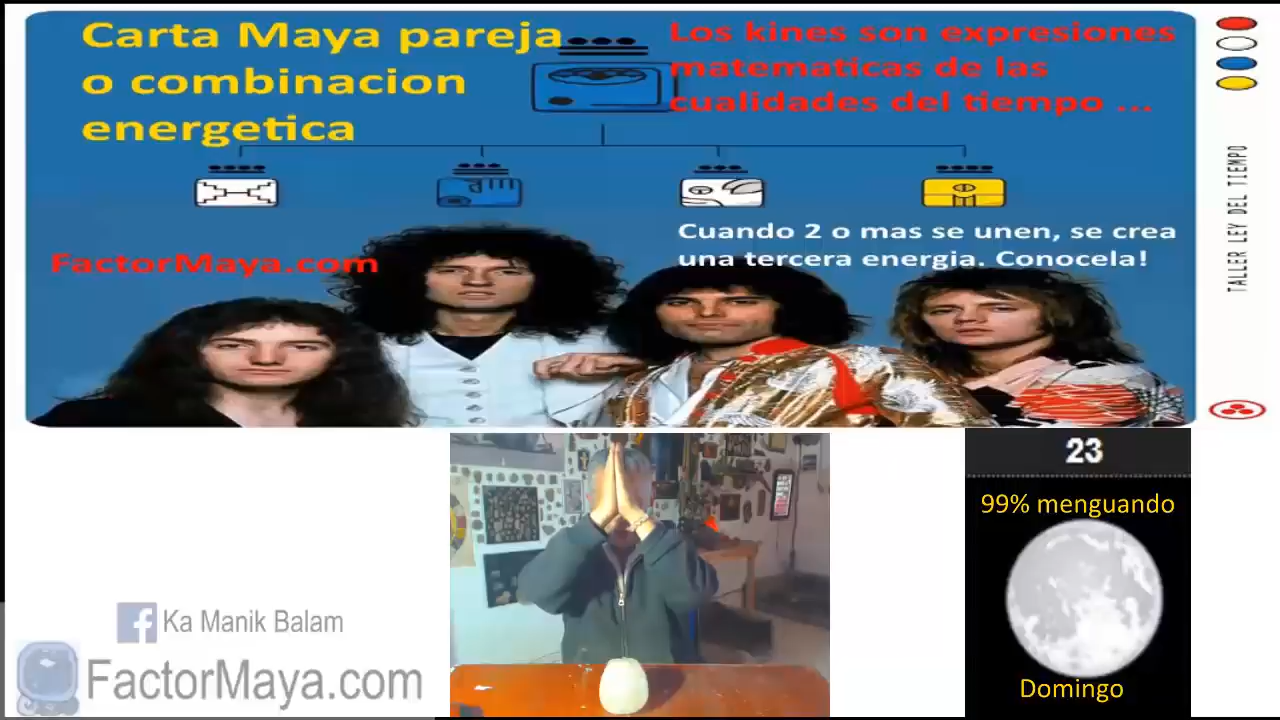 Carta Maya pareja
o combinacion
energetica
Los kines son expresiones
matematicas de las
cualidades del tiempo ...
FactorMaya.com
Cuando 2 o mas se unen, se crea
una tercera energia. Conocela!
TALLER LEY DEL TIEMPO
23
99% menguando
Domingo
Ka Manik Balam
FactorMaya.com